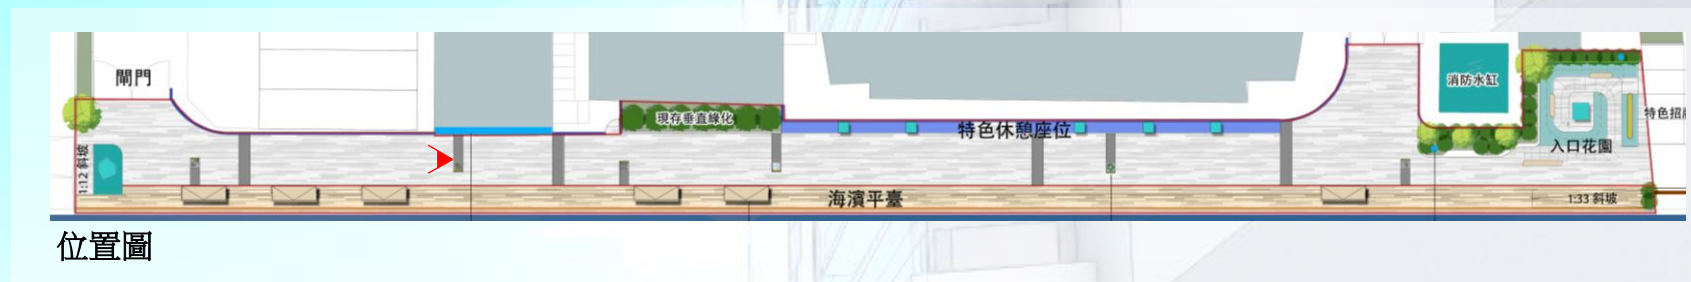 閘門
現存垂直綠化
特色休憩座位
消防水缸
特色招
入口花園
1:12 斜坡
海濱平臺
1:33 斜坡
位置圖